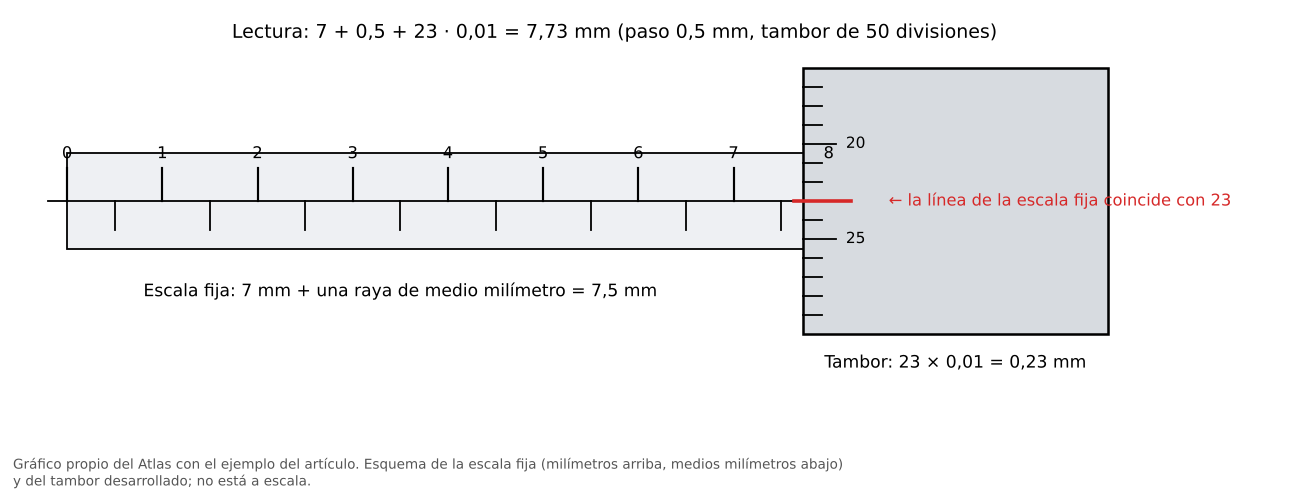 Lectura: 7 + 0,5 + 23 · 0,01 = 7,73 mm (paso 0,5 mm, tambor de 50 divisiones)
0 1 2 3 4 5 6 7 8
20
← la línea de la escala fija coincide con 23
25
Escala fija: 7 mm + una raya de medio milímetro = 7,5 mm
Tambor: 23 × 0,01 = 0,23 mm
Gráfico propio del Atlas con el ejemplo del artículo. Esquema de la escala fija (milímetros arriba, medios milímetros abajo)
y del tambor desarrollado; no está a escala.